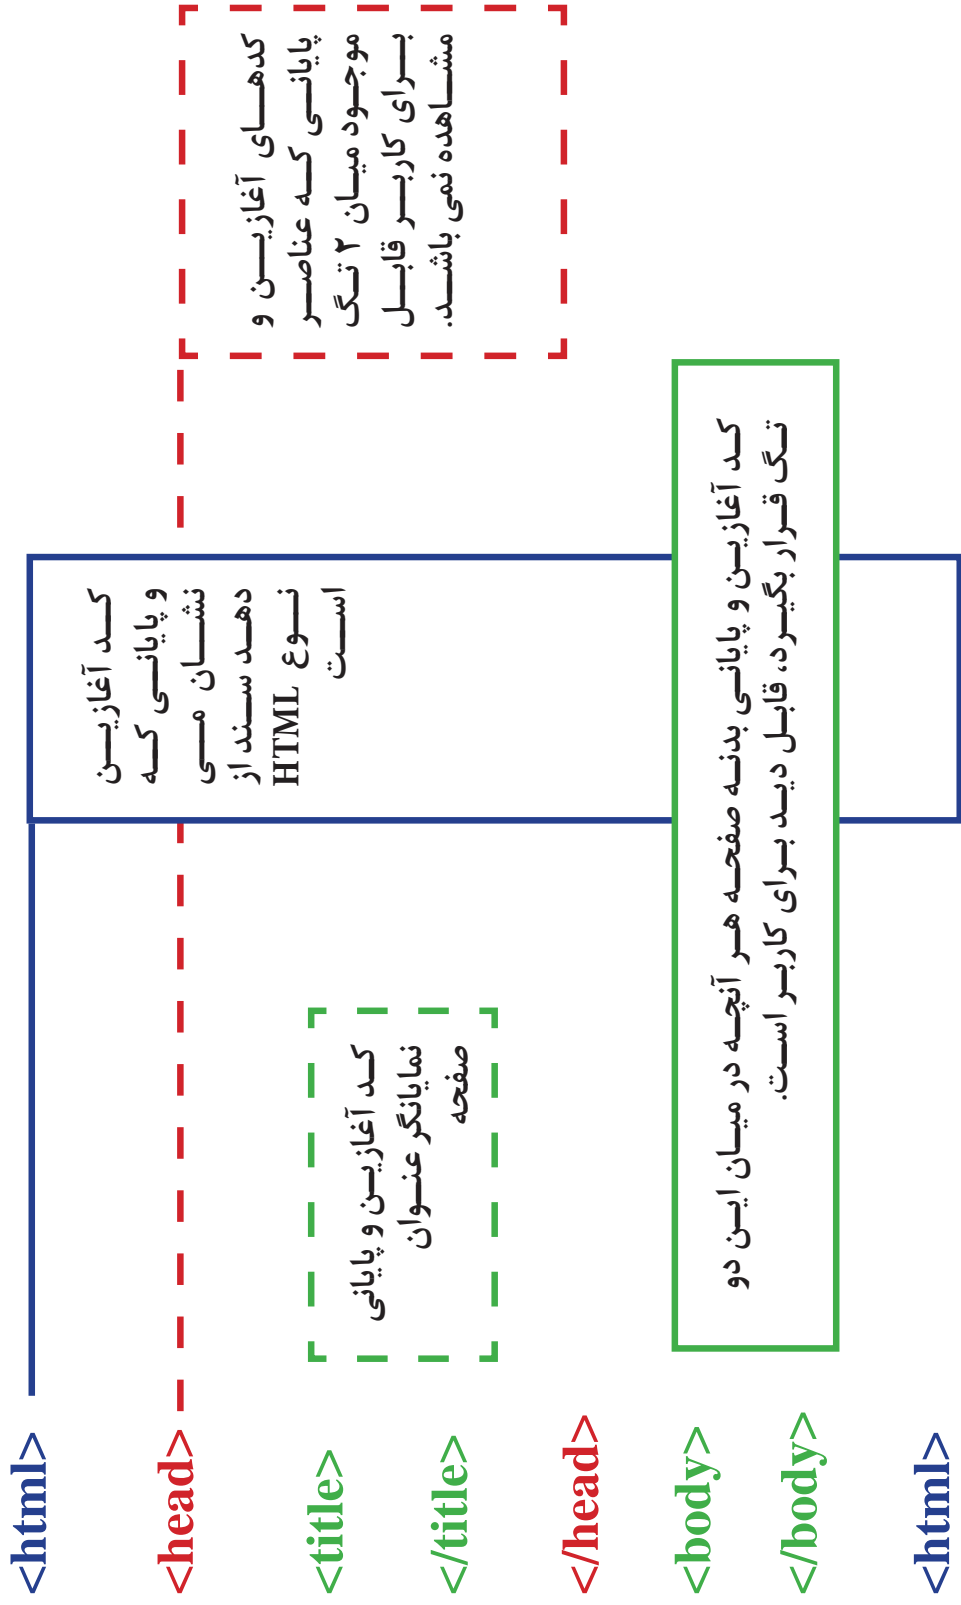 <html>
<head>
<title>
</title>
</head>
<body>
</body>
<html>
کد آغازین و پایانی
نمایانگر عنوان
صفحه
کد آغازین
و پایانی که
نشان می
دهد سند از
نوع HTML
است
کدهای آغازین و
پایانی که عناصر
موجود میان ۲ تگ
برای کاربر قابل
مشاهده نمی باشد.
کد آغازین و پایانی بدنه صفحه هر آنچه در میان این دو
تگ قرار بگیرد، قابل دید برای کاربر است.